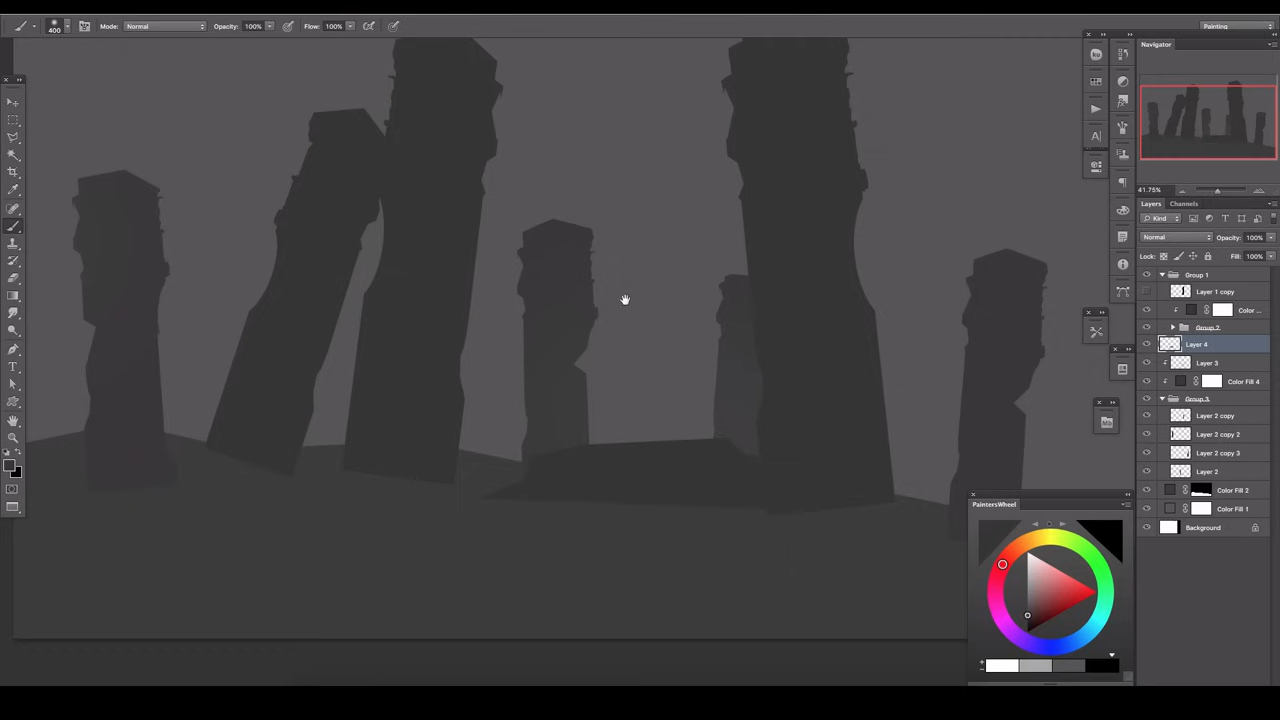 Mode: Normal Opacity: 100% Flow: 100% Painting
400
Navigator
41.75%
Layers Channels
Kind
Normal Opacity: 100%
Lock: Fill: 100%
Group 1
Layer 1 copy
Color ...
Group 2
Layer 4
Layer 3
Color Fill 4
Group 3
Layer 2 copy
Layer 2 copy 2
Layer 2 copy 3
Layer 2
Color Fill 2
Color Fill 1
Background
PaintersWheel